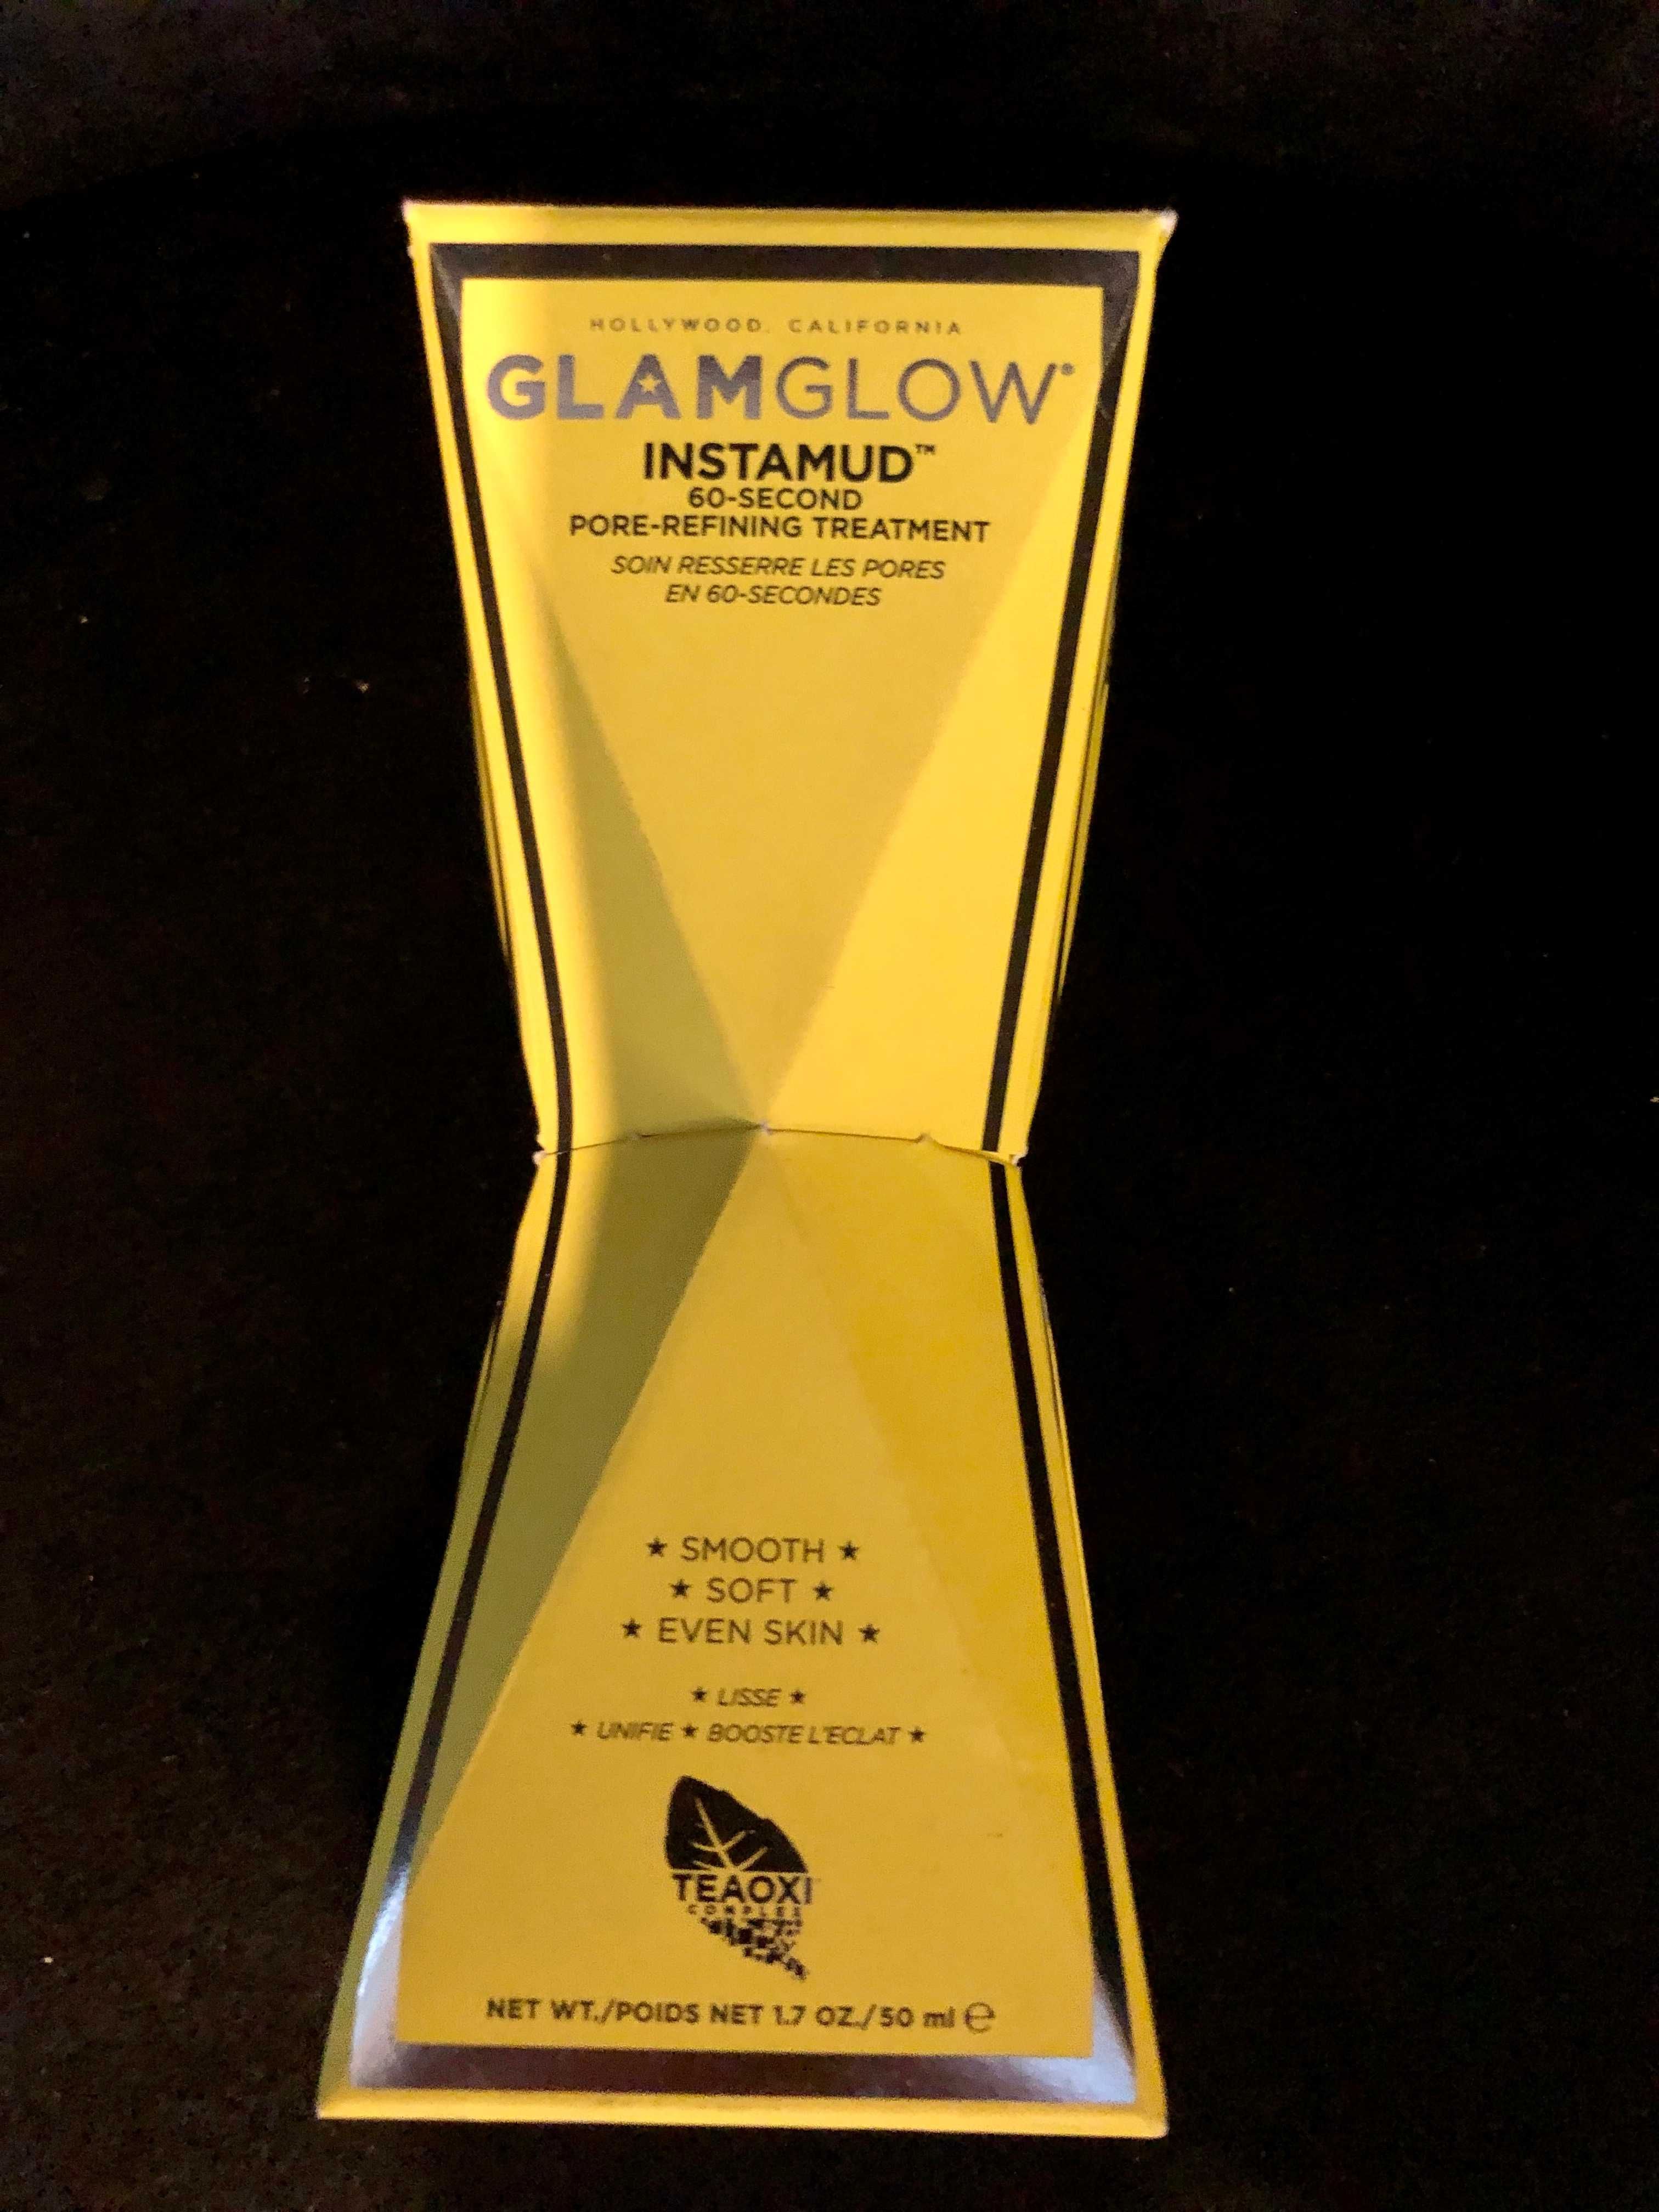 HOLLYWOOD, CALIFORNIA
GLAMGLOW®
INSTAMUD™
60-SECOND
PORE-REFINING TREATMENT
SOIN RESSERRE LES PORES
EN 60-SECONDES
★ SMOOTH ★
★ SOFT ★
★ EVEN SKIN ★
★ LISSE ★
★ UNIFIE ★ BOOSTE L'ECLAT ★
TEAOXI
COMPLEX
NET WT./POIDS NET 1.7 OZ./50 ml ℮